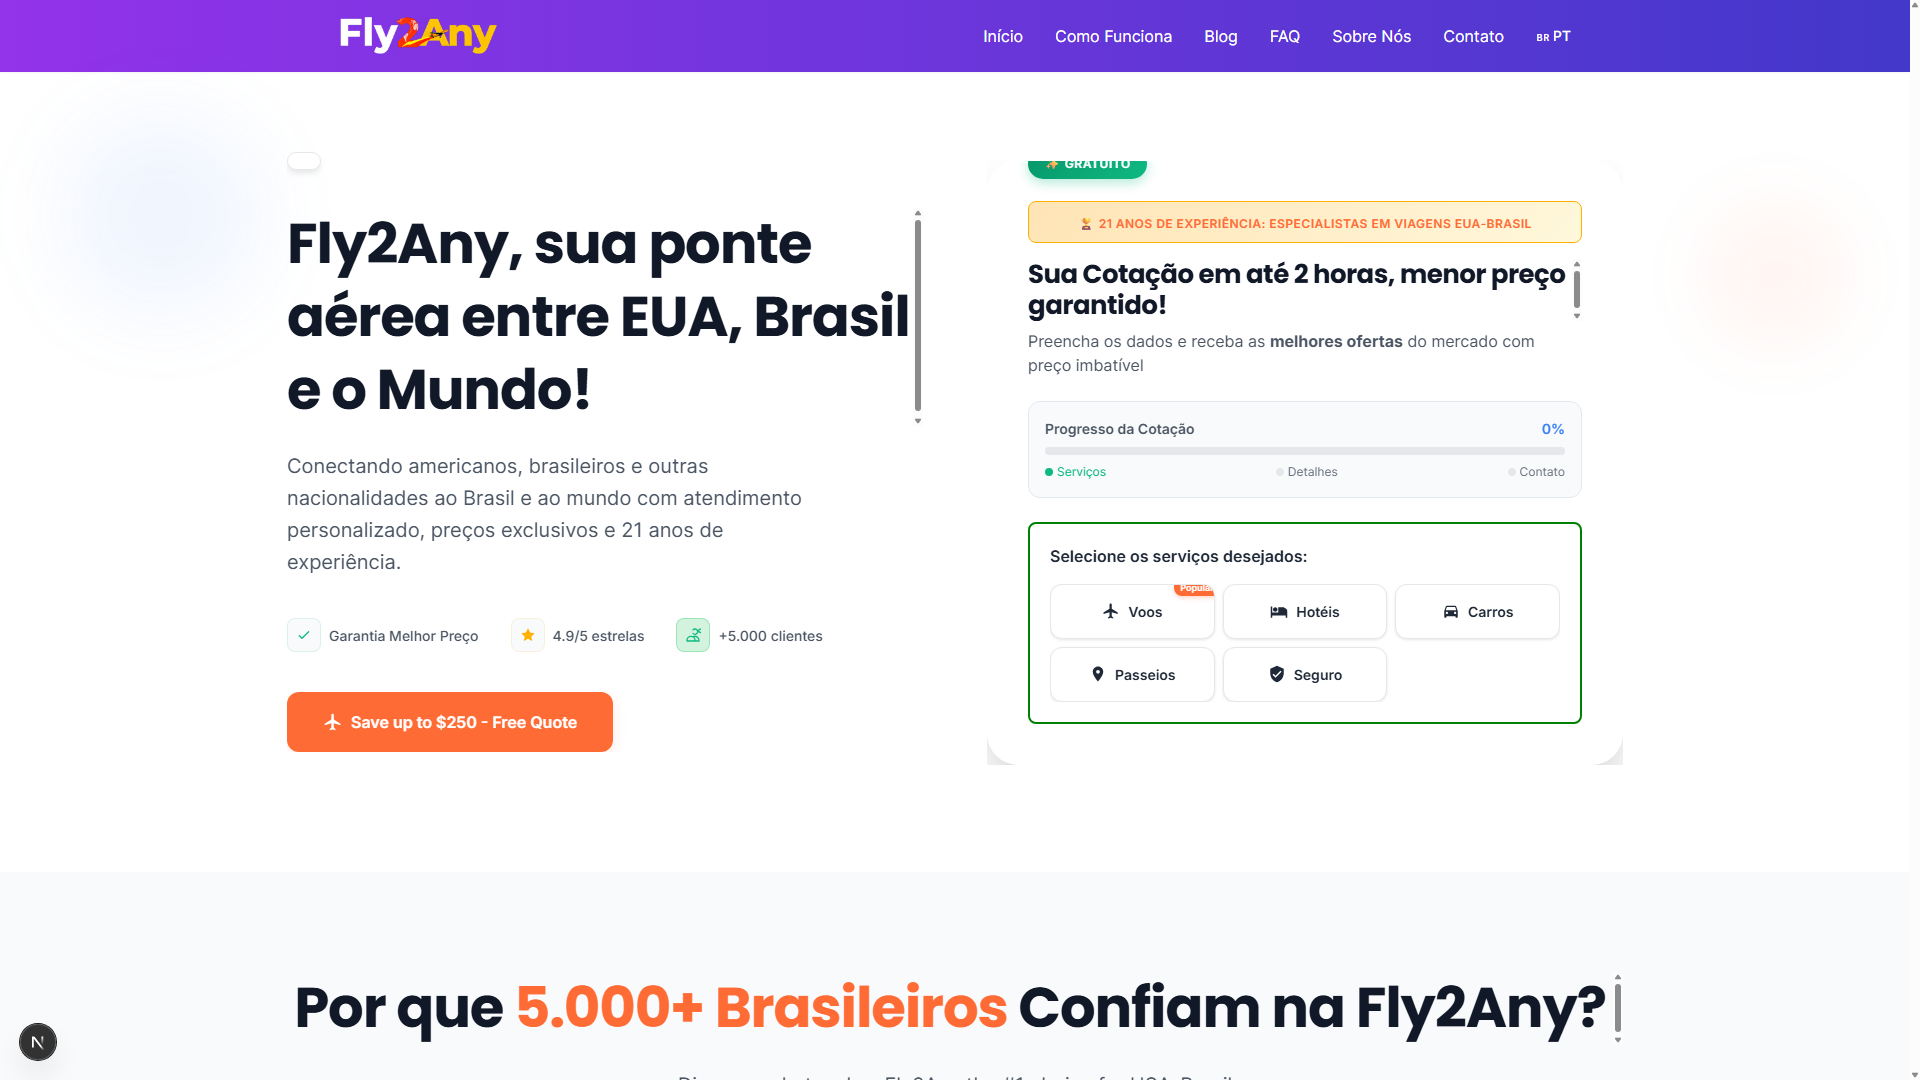 Fly2Any
Início
Como Funciona
Blog
FAQ
Sobre Nós
Contato
BR PT
Fly2Any, sua ponte
aérea entre EUA, Brasil
e o Mundo!
Conectando americanos, brasileiros e outras
nacionalidades ao Brasil e ao mundo com atendimento
personalizado, preços exclusivos e 21 anos de
experiência.
Garantia Melhor Preço
4.9/5 estrelas
+5.000 clientes
Save up to $250 - Free Quote
GRATUITO
21 ANOS DE EXPERIÊNCIA: ESPECIALISTAS EM VIAGENS EUA-BRASIL
Sua Cotação em até 2 horas, menor preço
garantido!
Preencha os dados e receba as melhores ofertas do mercado com
preço imbatível
Progresso da Cotação
0%
Serviços
Detalhes
Contato
Selecione os serviços desejados:
Popular
Voos
Hotéis
Carros
Passeios
Seguro
Por que 5.000+ Brasileiros Confiam na Fly2Any?
N